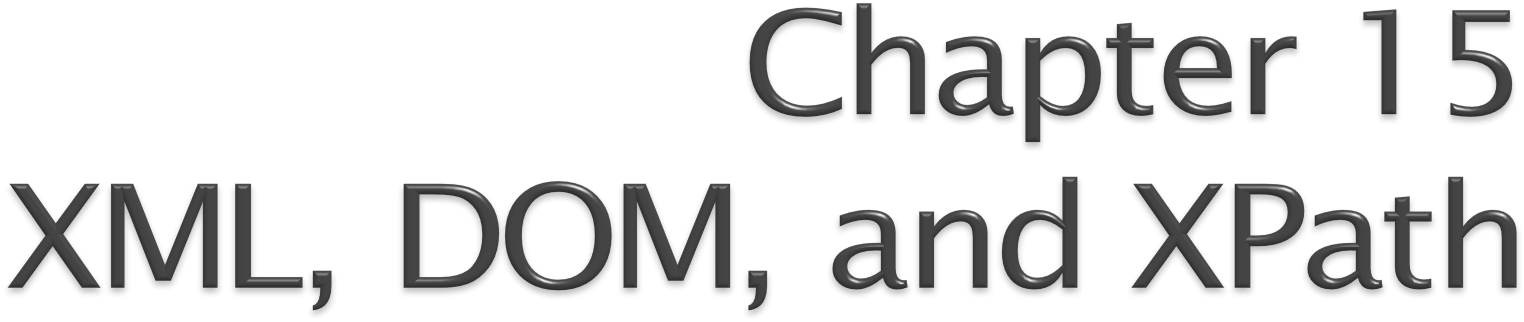 Chapter 15
XML, DOM, and XPath